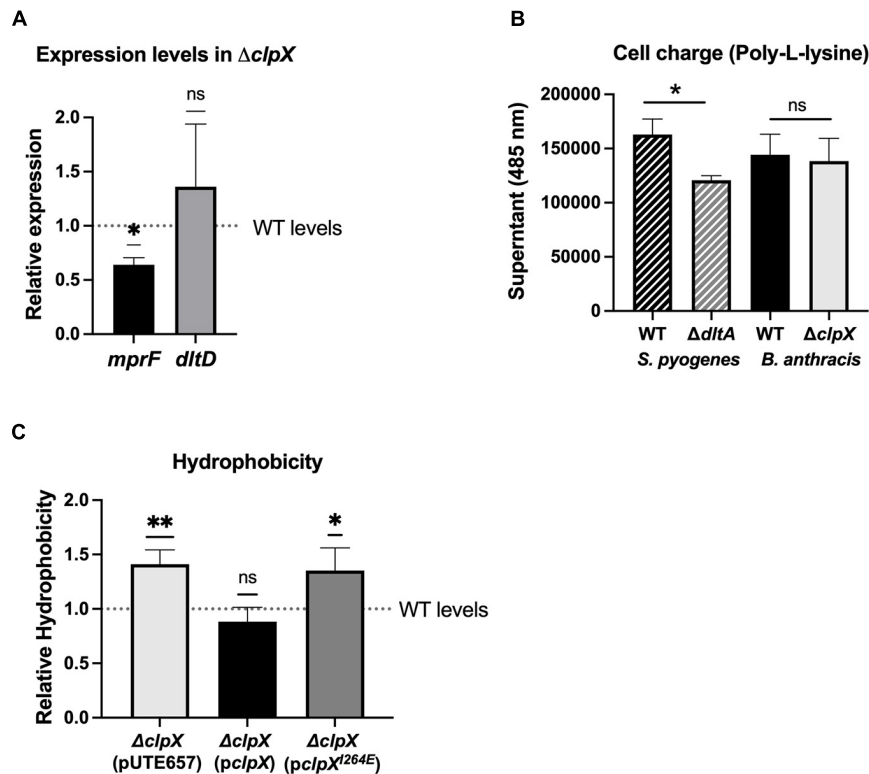 A
Expression levels in ΔclpX
Relative expression
2.0
1.5
1.0
0.5
0.0
ns
*
WT levels
mprF dltD
B
Cell charge (Poly-L-lysine)
Superntant (485 nm)
200000
150000
100000
50000
0
* ns
WT ΔdltA WT ΔclpX
S. pyogenes B. anthracis
C
Hydrophobicity
Relative Hydrophobicity
2.0
1.5
1.0
0.5
0.0
** ns *
WT levels
ΔclpX ΔclpX ΔclpX
(pUTE657) (pclpX) (pclpX^I264E)